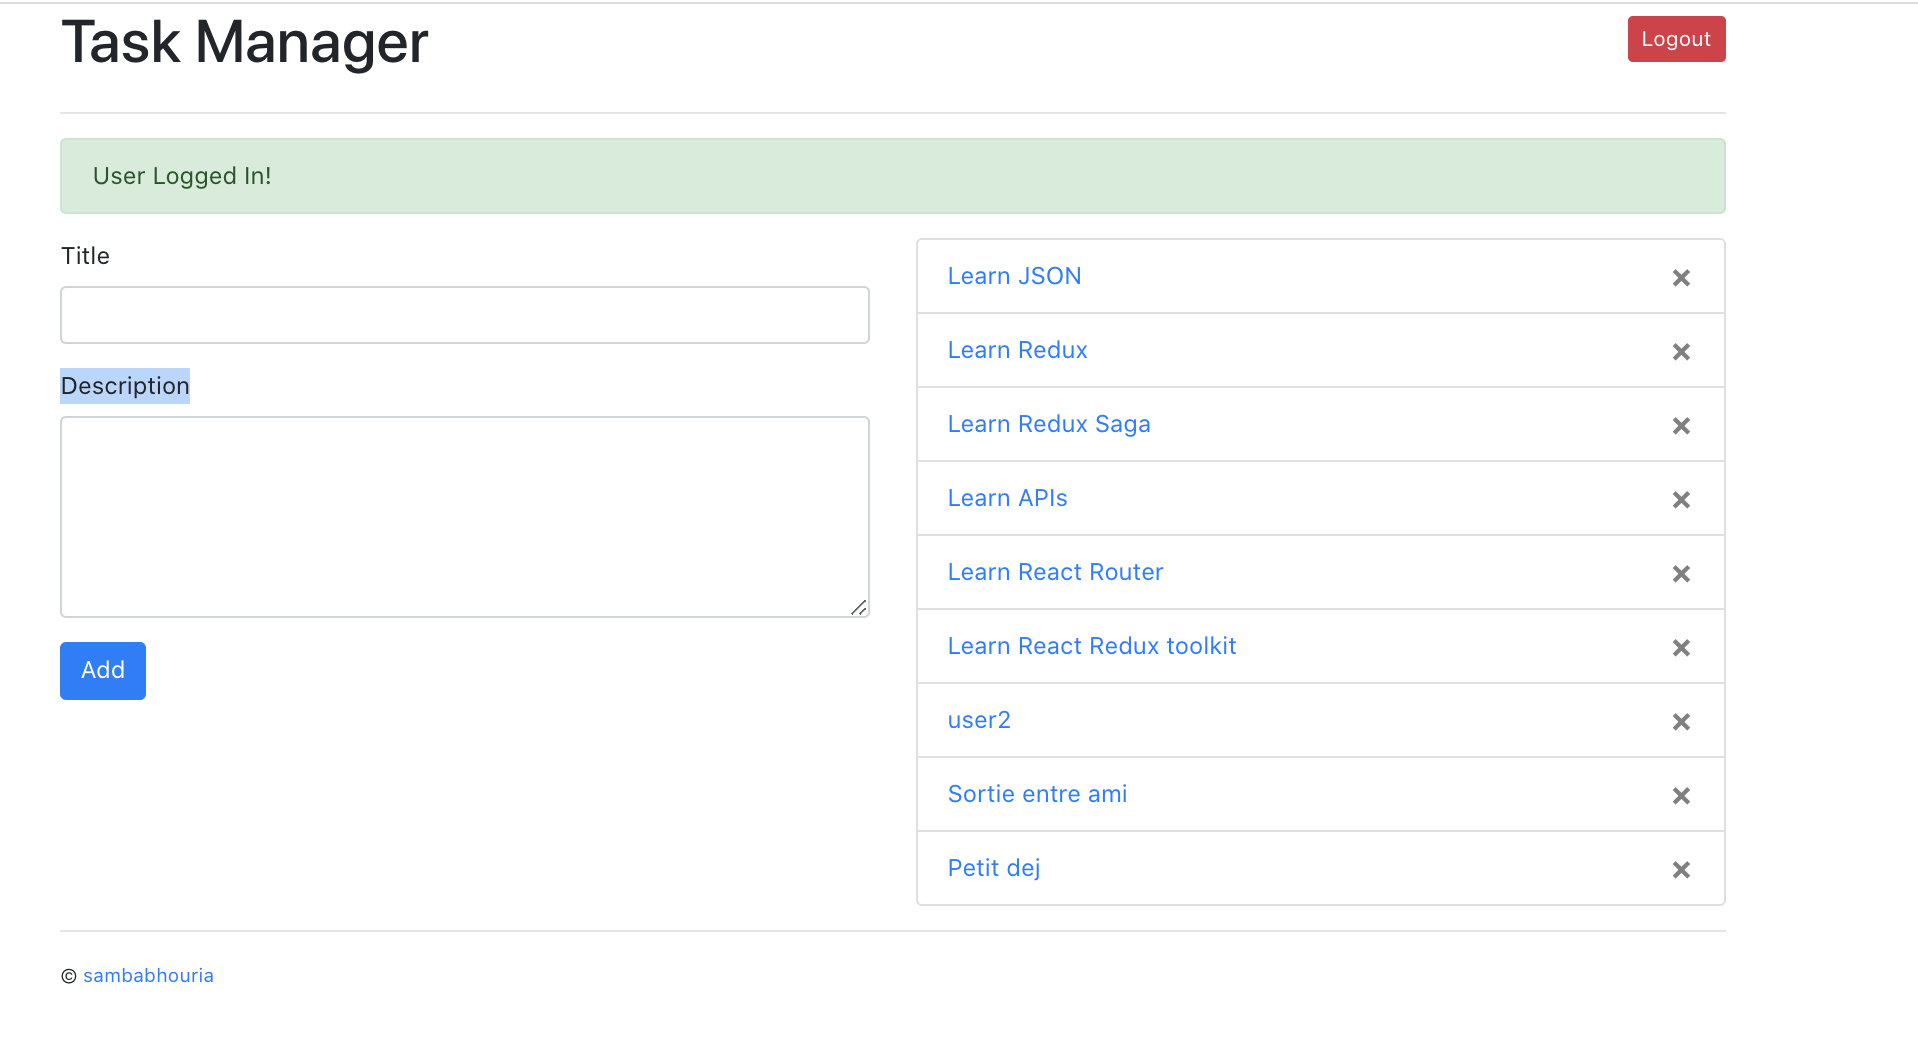 Task Manager
Logout
User Logged In!
Title
Description
Add
Learn JSON
Learn Redux
Learn Redux Saga
Learn APIs
Learn React Router
Learn React Redux toolkit
user2
Sortie entre ami
Petit dej
© sambabhouria